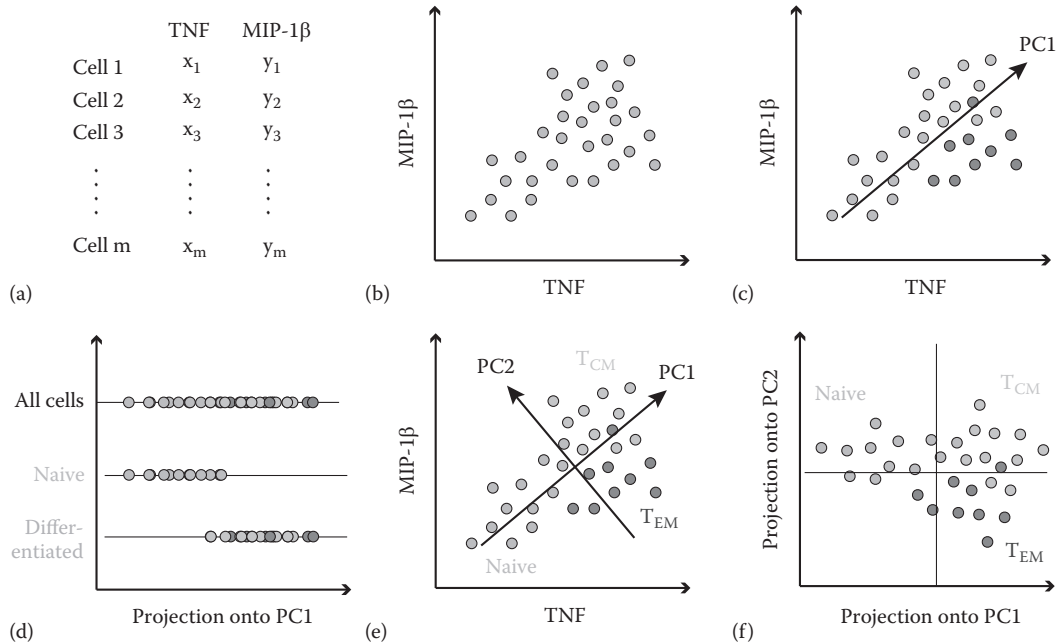 TNF MIP-1β
Cell 1 x1 y1
Cell 2 x2 y2
Cell 3 x3 y3
Cell m xm ym
(a)
MIP-1β
TNF
(b)
PC1
MIP-1β
TNF
(c)
All cells
Naive
Differ-
entiated
Projection onto PC1
(d)
TCM
PC2
PC1
MIP-1β
TEM
Naive
TNF
(e)
Projection onto PC2
Naive
TCM
TEM
Projection onto PC1
(f)